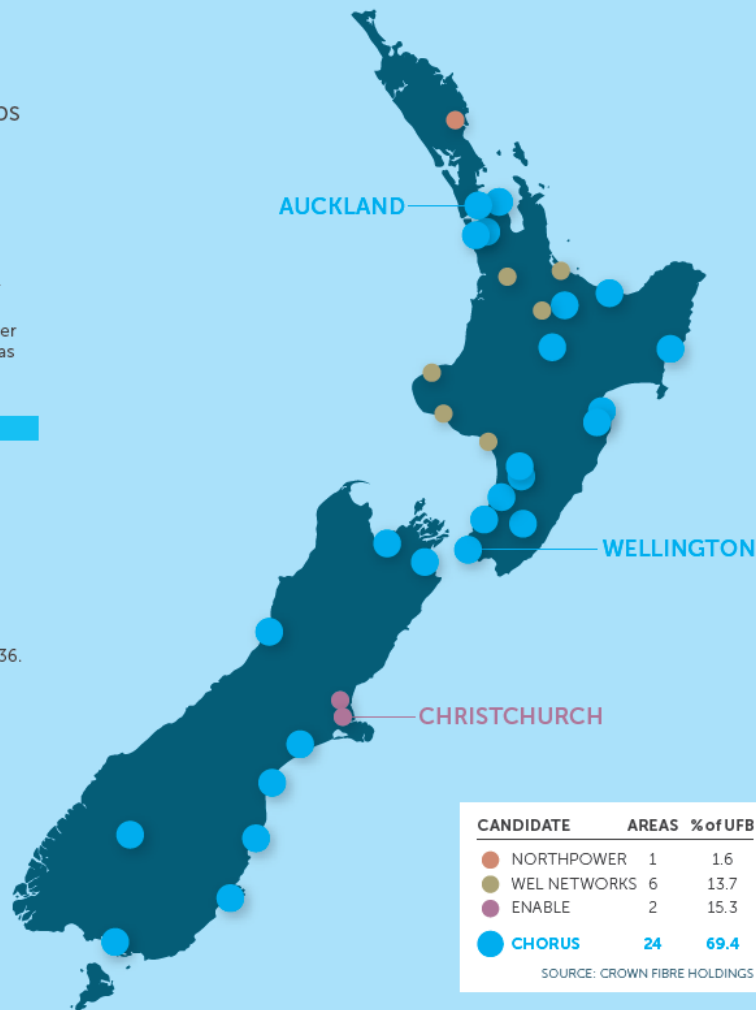 DS
AUCKLAND
er
as
WELLINGTON
36.
CHRISTCHURCH
CANDIDATE AREAS % of UFB
NORTHPOWER 1 1.6
WEL NETWORKS 6 13.7
ENABLE 2 15.3
CHORUS 24 69.4
SOURCE: CROWN FIBRE HOLDINGS